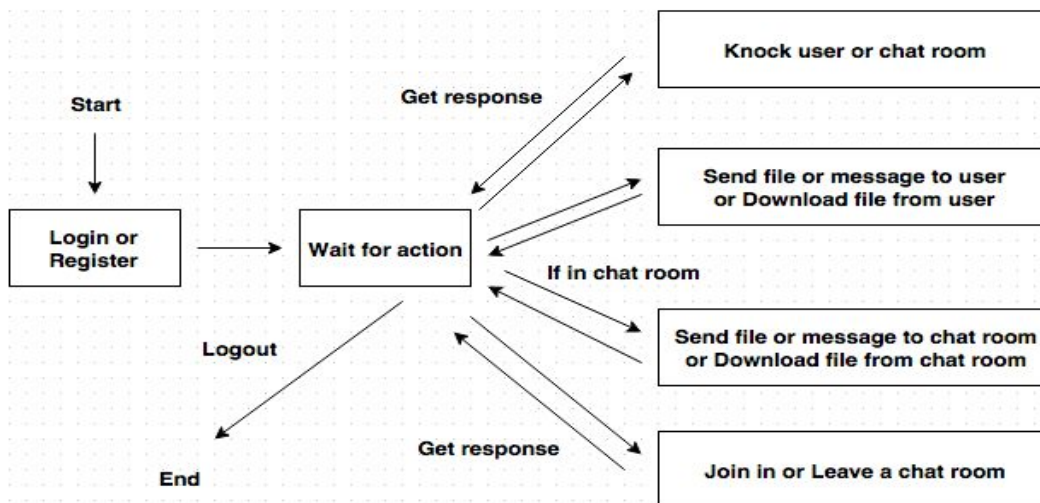 Knock user or chat room
Get response
Start
Send file or message to user
or Download file from user
Login or
Register
Wait for action
If in chat room
Send file or message to chat room
or Download file from chat room
Logout
Get response
Join in or Leave a chat room
End